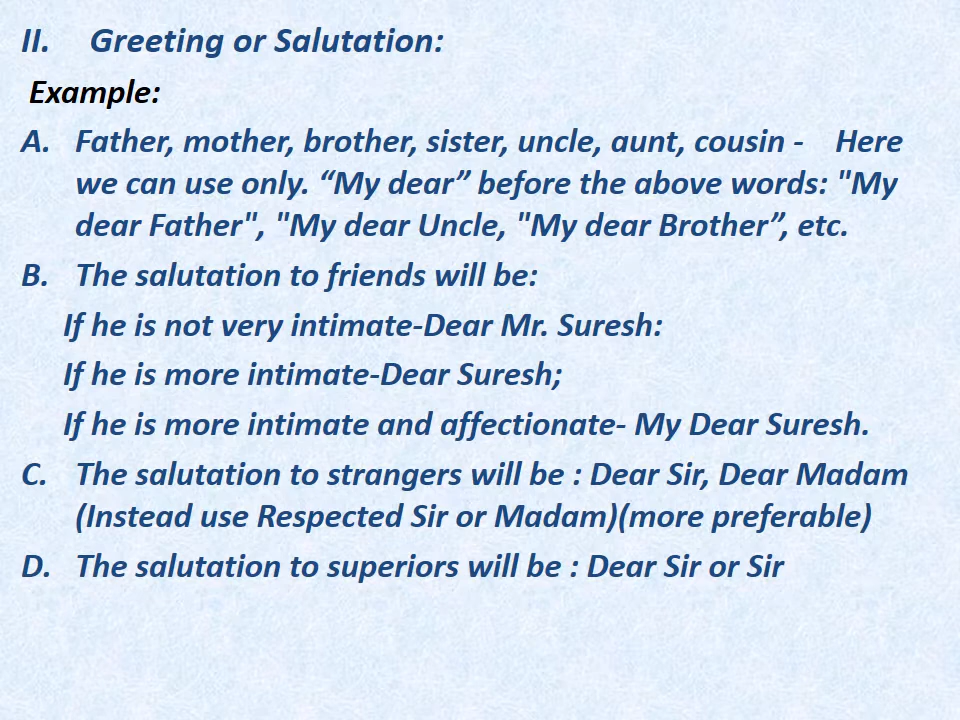 II. Greeting or Salutation:
Example:
A. Father, mother, brother, sister, uncle, aunt, cousin - Here
we can use only. “My dear” before the above words: "My
dear Father", "My dear Uncle, "My dear Brother”, etc.
B. The salutation to friends will be:
If he is not very intimate-Dear Mr. Suresh:
If he is more intimate-Dear Suresh;
If he is more intimate and affectionate- My Dear Suresh.
C. The salutation to strangers will be : Dear Sir, Dear Madam
(Instead use Respected Sir or Madam)(more preferable)
D. The salutation to superiors will be : Dear Sir or Sir